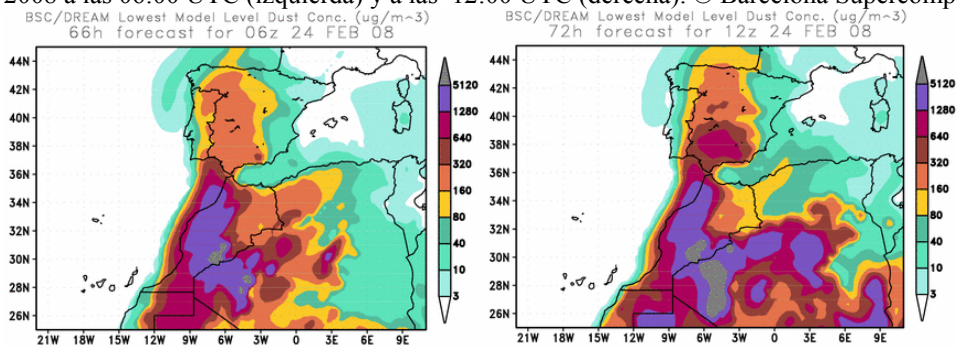 2008 a las 06:00 UTC (izquierda) y a las 12:00 UTC (derecha). © Barcelona Supercomp
BSC/DREAM Lowest Model Level Dust Conc. (ug/m-3)
66h forecast for 06z 24 FEB 08
44N
42N
40N
38N
36N
34N
32N
30N
28N
26N
21W 18W 15W 12W 9W 6W 3W 0 3E 6E 9E
5120
1280
640
320
160
80
40
10
3
BSC/DREAM Lowest Model Level Dust Conc. (ug/m-3)
72h forecast for 12z 24 FEB 08
44N
42N
40N
38N
36N
34N
32N
30N
28N
26N
21W 18W 15W 12W 9W 6W 3W 0 3E 6E 9E
5120
1280
640
320
160
80
40
10
3